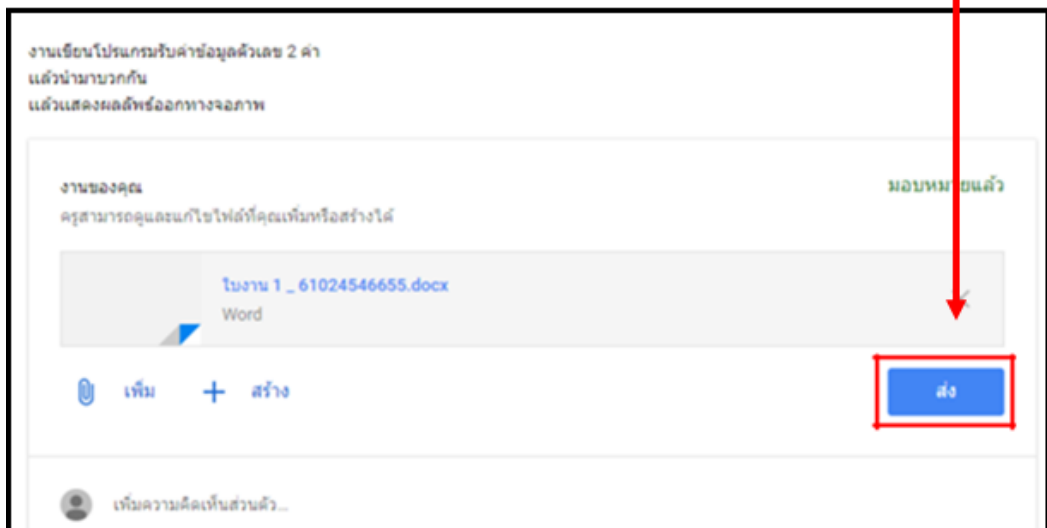 งานเขียนโปรแกรมรับค่าข้อมูลตัวเลข 2 ค่า
แล้วนำมาบวกกัน
แล้วแสดงผลลัพธ์ออกทางจอภาพ
งานของคุณ
มอบหมายแล้ว
ครูสามารถดูและแก้ไขไฟล์ที่คุณเพิ่มหรือสร้างได้
ใบงาน 1 _ 61024546655.docx
Word
เพิ่ม
สร้าง
ส่ง
เพิ่มความคิดเห็นส่วนตัว...